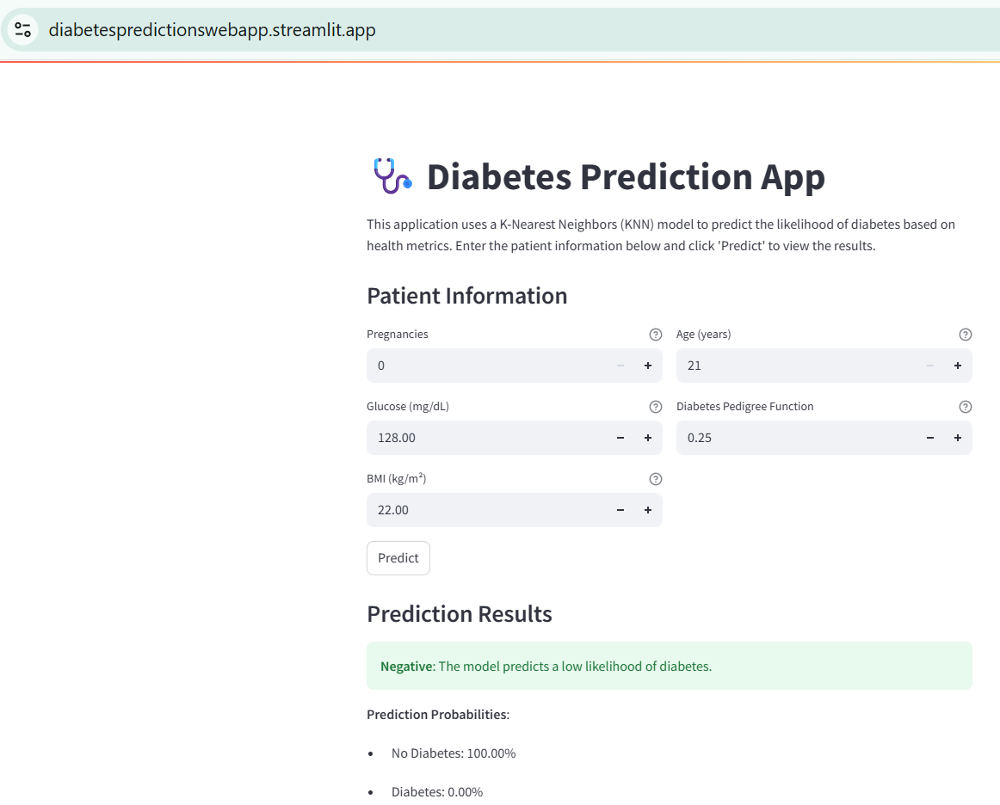 diabetespredictionswebapp.streamlit.app
Diabetes Prediction App
This application uses a K-Nearest Neighbors (KNN) model to predict the likelihood of diabetes based on
health metrics. Enter the patient information below and click 'Predict' to view the results.
Patient Information
Pregnancies
0
Age (years)
21
Glucose (mg/dL)
128.00
Diabetes Pedigree Function
0.25
BMI (kg/m²)
22.00
Predict
Prediction Results
Negative: The model predicts a low likelihood of diabetes.
Prediction Probabilities:
• No Diabetes: 100.00%
• Diabetes: 0.00%